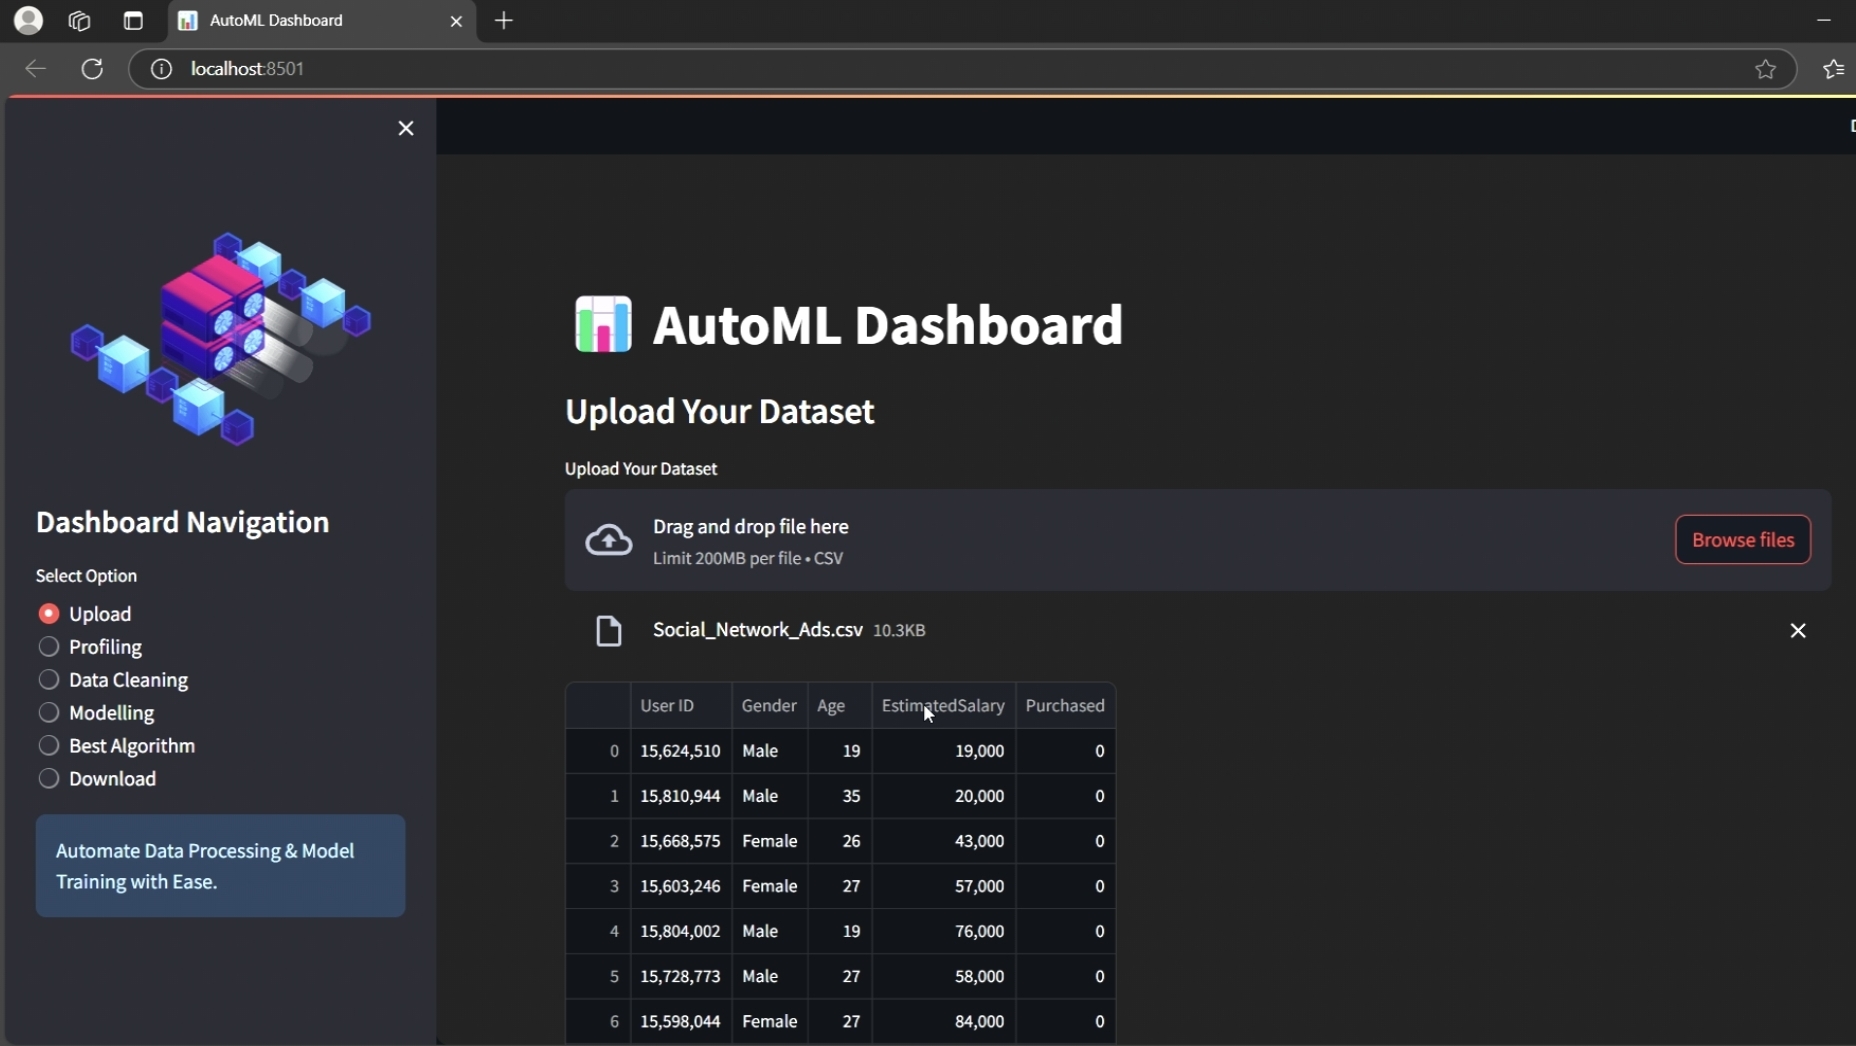 AutoML Dashboard
localhost:8501
AutoML Dashboard
Upload Your Dataset
Upload Your Dataset
Drag and drop file here
Limit 200MB per file • CSV
Browse files
Social_Network_Ads.csv 10.3KB
Dashboard Navigation
Select Option
Upload
Profiling
Data Cleaning
Modelling
Best Algorithm
Download
Automate Data Processing & Model
Training with Ease.
User ID Gender Age EstimatedSalary Purchased
0 15,624,510 Male 19 19,000 0
1 15,810,944 Male 35 20,000 0
2 15,668,575 Female 26 43,000 0
3 15,603,246 Female 27 57,000 0
4 15,804,002 Male 19 76,000 0
5 15,728,773 Male 27 58,000 0
6 15,598,044 Female 27 84,000 0